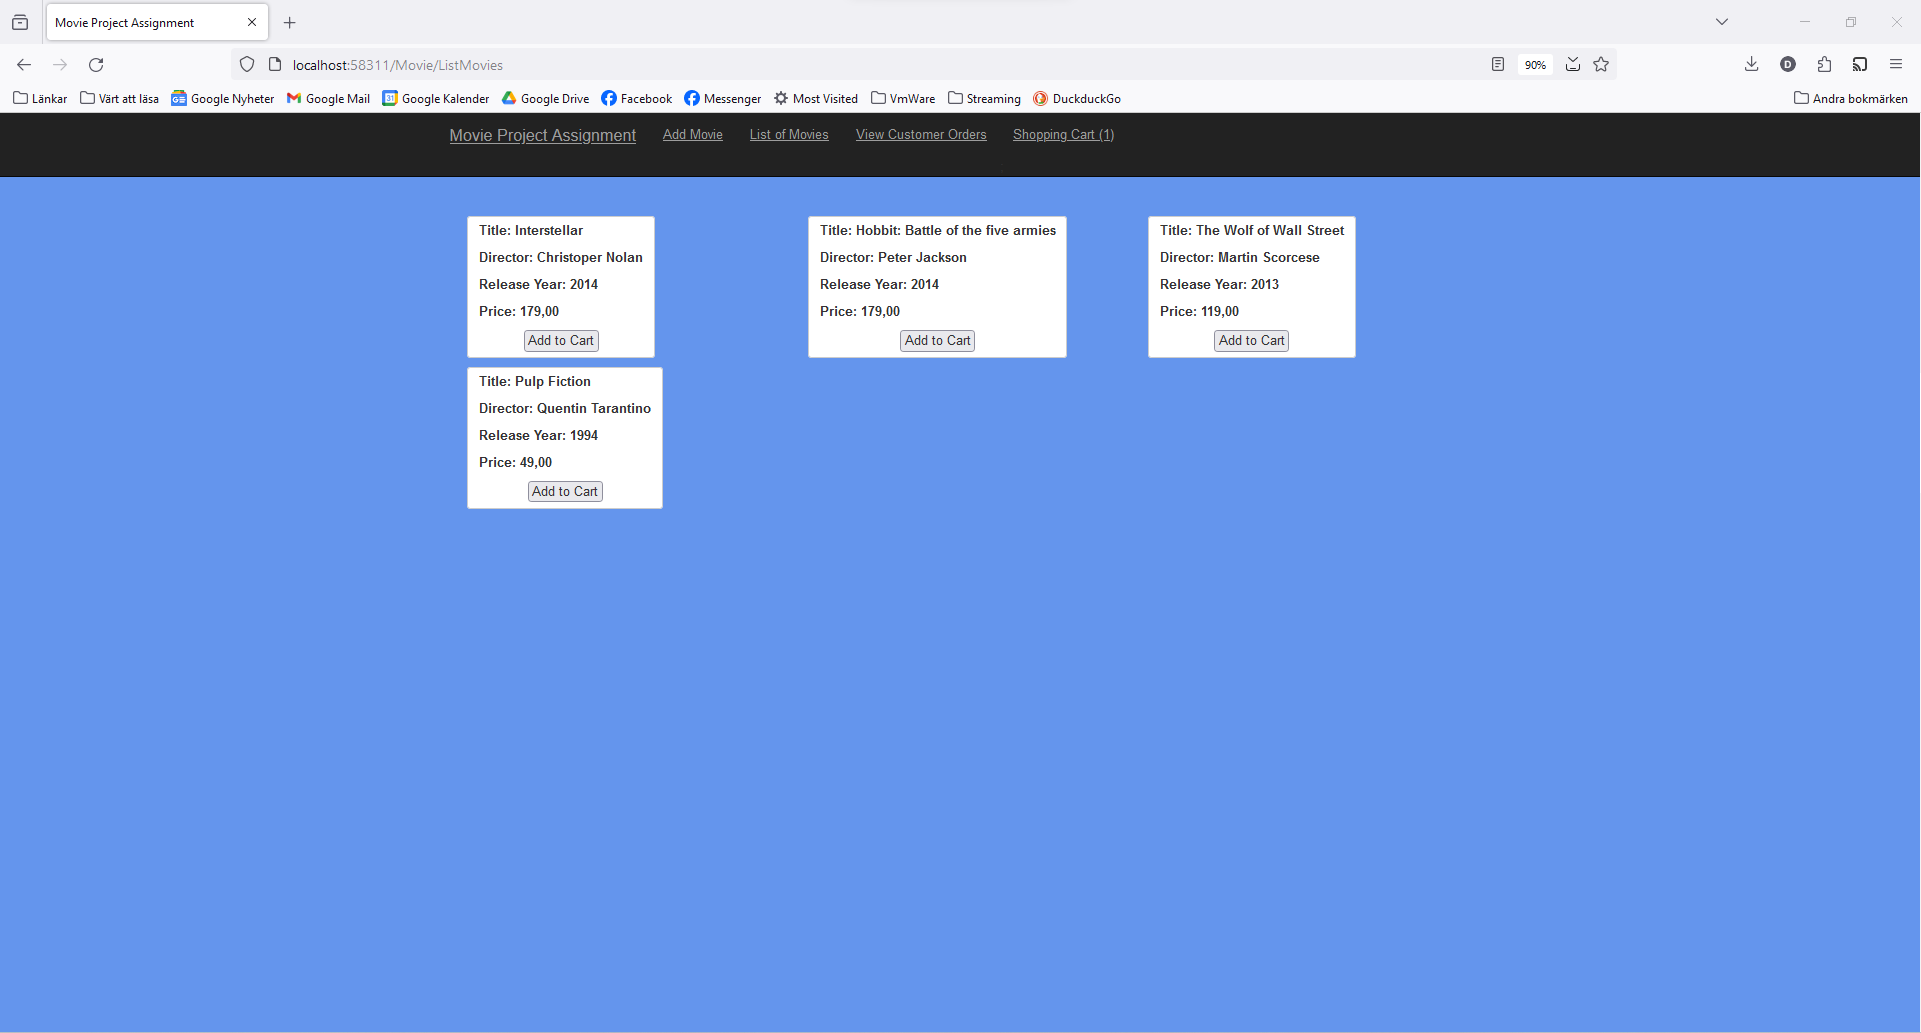 Movie Project Assignment
localhost:58311/Movie/ListMovies
90%
D
Länkar
Värt att läsa
Google Nyheter
Google Mail
31
Google Kalender
Google Drive
Facebook
Messenger
Most Visited
VmWare
Streaming
DuckduckGo
Andra bokmärken
Movie Project Assignment
Add Movie
List of Movies
View Customer Orders
Shopping Cart (1)
Title: Interstellar
Director: Christoper Nolan
Release Year: 2014
Price: 179,00
Add to Cart
Title: Hobbit: Battle of the five armies
Director: Peter Jackson
Release Year: 2014
Price: 179,00
Add to Cart
Title: The Wolf of Wall Street
Director: Martin Scorcese
Release Year: 2013
Price: 119,00
Add to Cart
Title: Pulp Fiction
Director: Quentin Tarantino
Release Year: 1994
Price: 49,00
Add to Cart